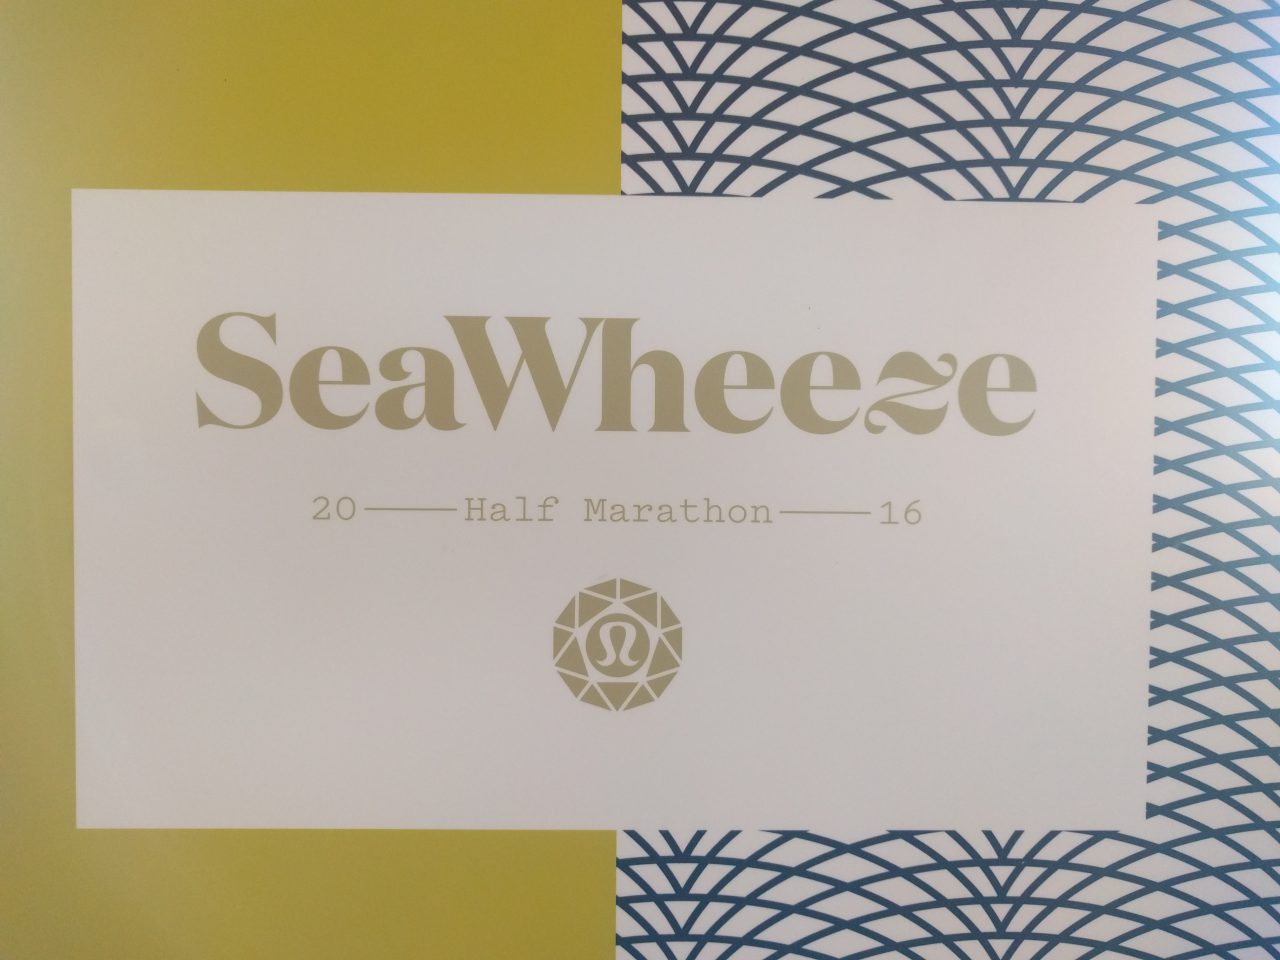 SeaWheeze
20 — Half Marathon — 16